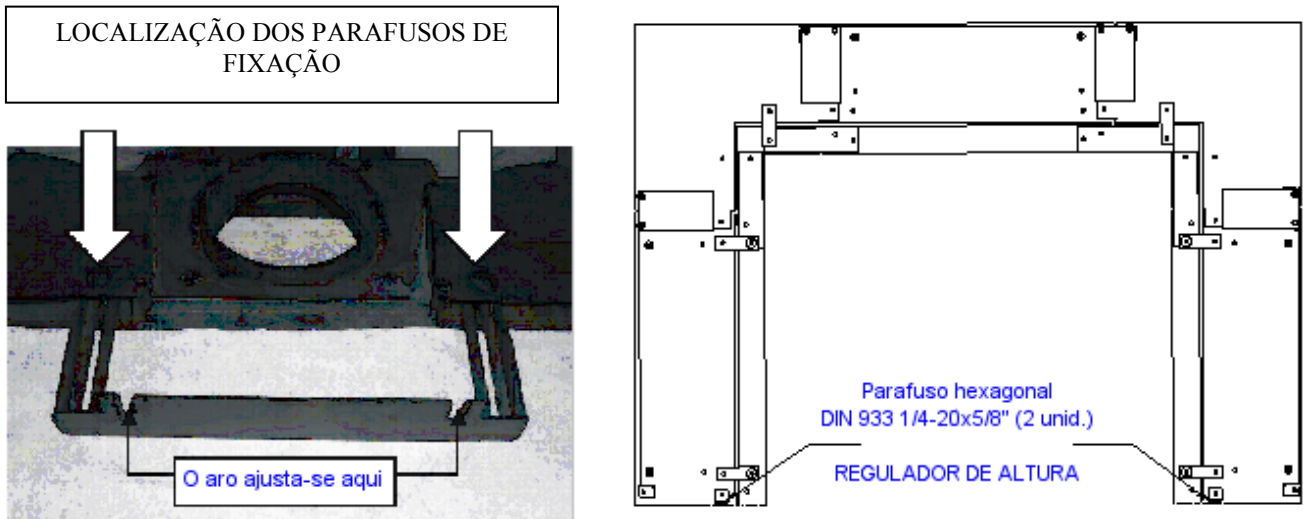 LOCALIZAÇÃO DOS PARAFUSOS DE
FIXAÇÃO
O aro ajusta-se aqui
Parafuso hexagonal
DIN 933 1/4-20x5/8" (2 unid.)
REGULADOR DE ALTURA